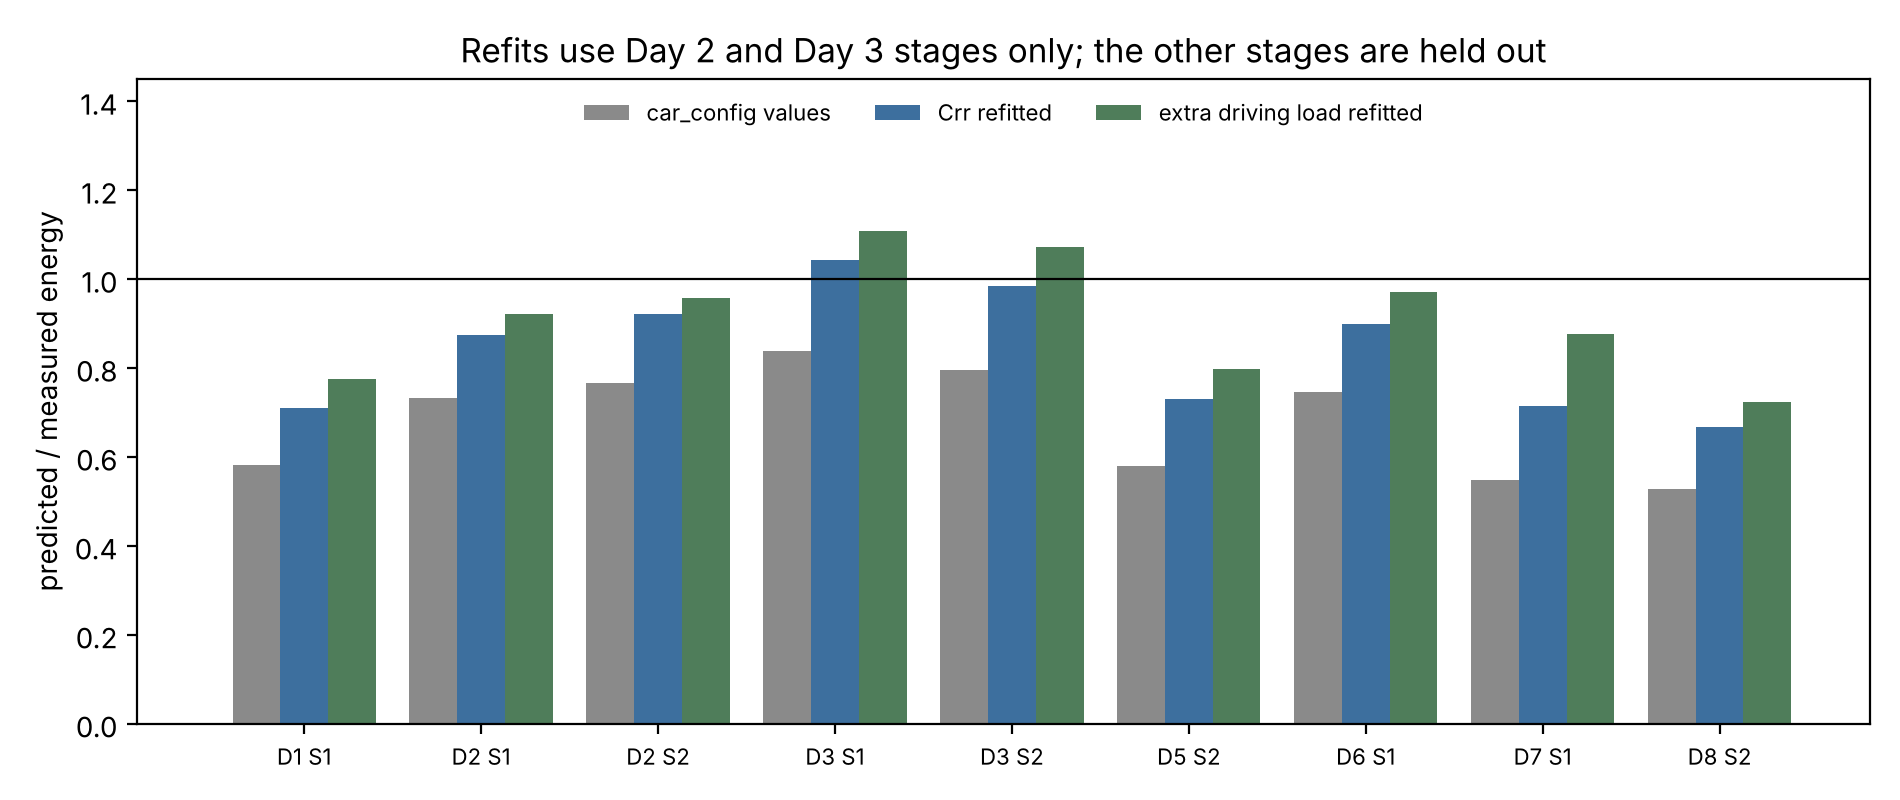 Refits use Day 2 and Day 3 stages only; the other stages are held out
car_config values
Crr refitted
extra driving load refitted
predicted / measured energy
1.4
1.2
1.0
0.8
0.6
0.4
0.2
0.0
D1 S1
D2 S1
D2 S2
D3 S1
D3 S2
D5 S2
D6 S1
D7 S1
D8 S2